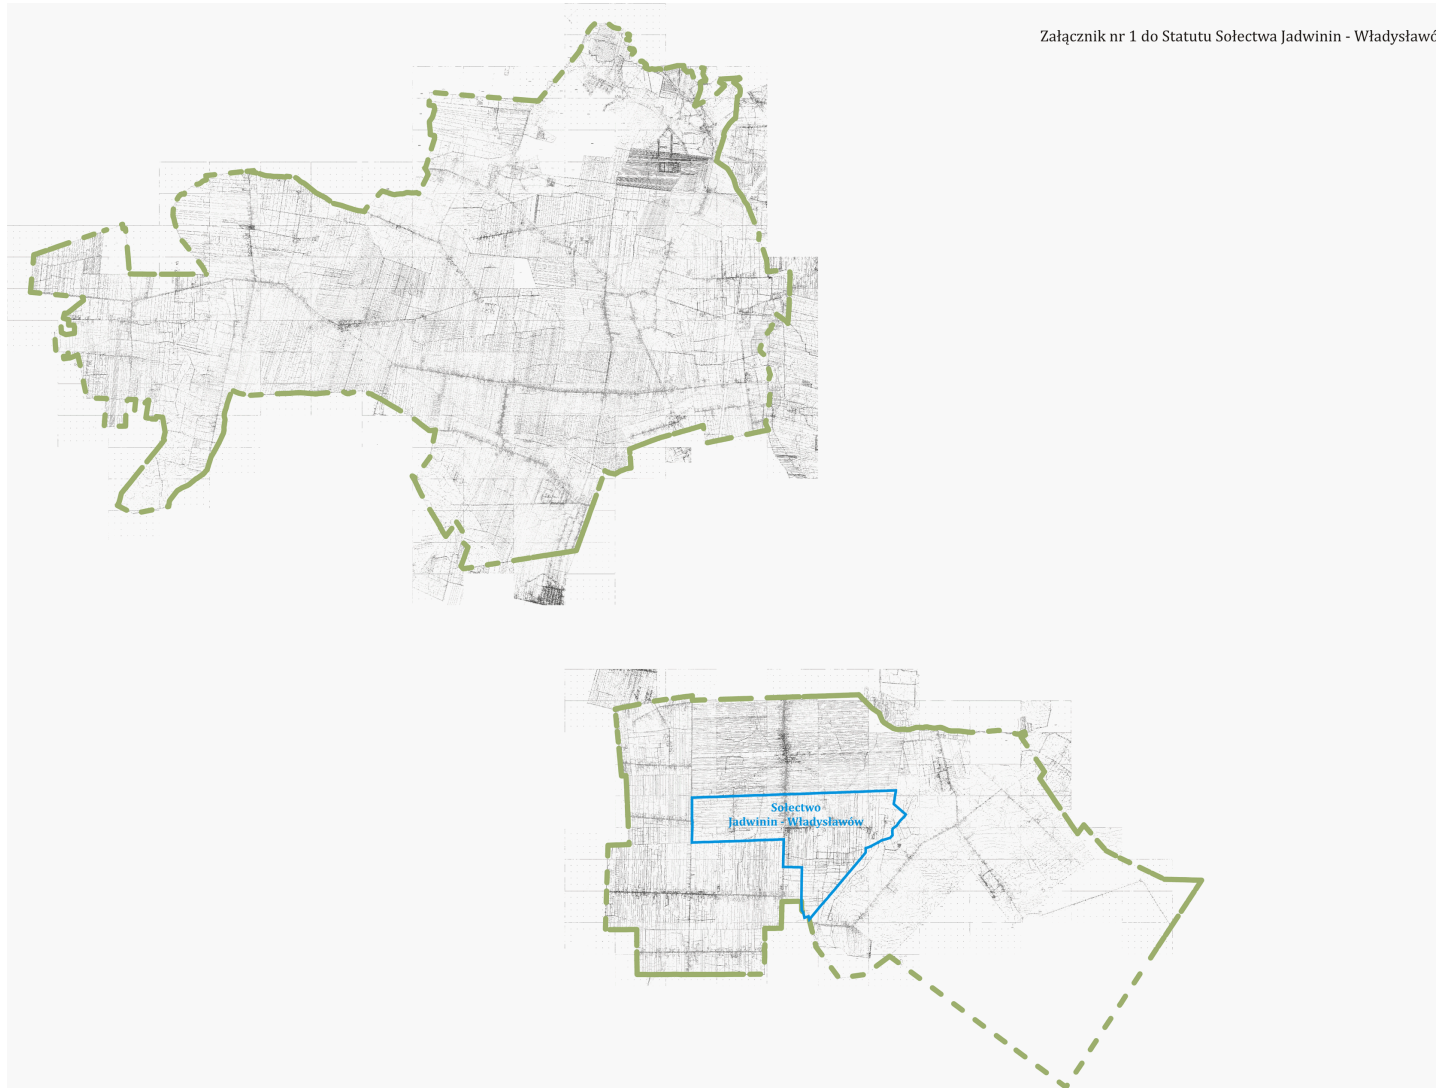 Załącznik nr 1 do Statutu Sołectwa Jadwinin - Władysławó
Sołectwo
Jadwinin - Władysławów